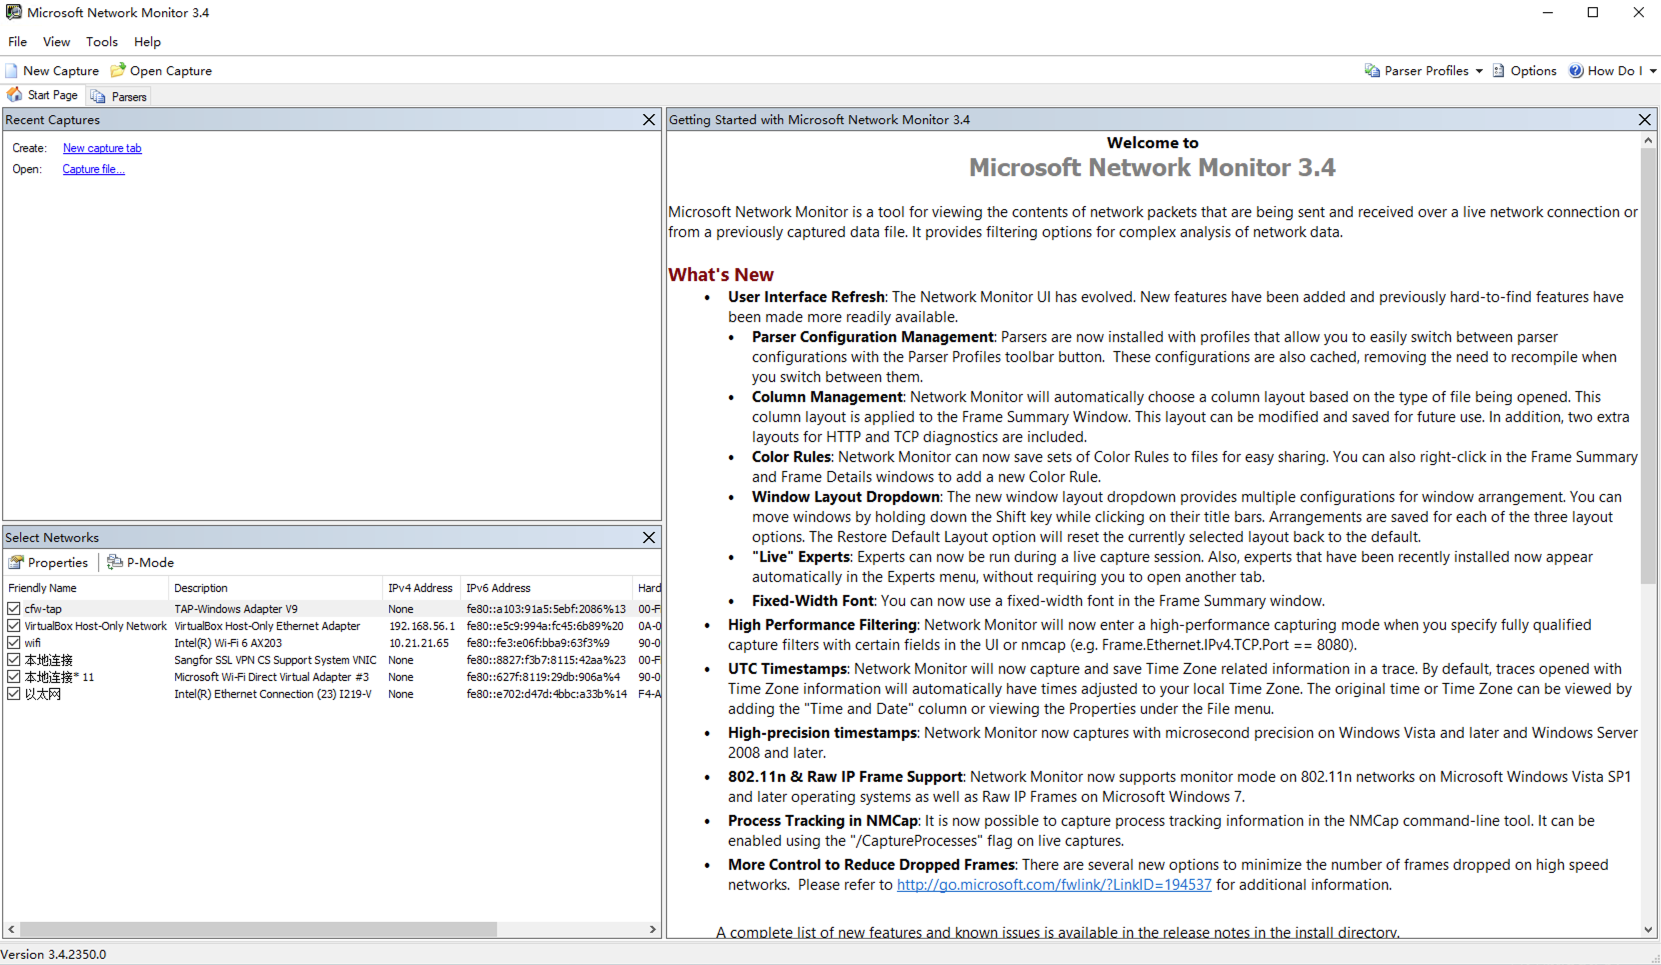 Microsoft Network Monitor 3.4
File View Tools Help
New Capture Open Capture Parser Profiles Options How Do I
Start Page Parsers
Recent Captures
Create: New capture tab
Open: Capture file...
Select Networks
Properties P-Mode
Friendly Name Description IPv4 Address IPv6 Address Hard
cfw-tap TAP-Windows Adapter V9 None fe80::a103:91a5:5ebf:2086%13 00-F
VirtualBox Host-Only Network VirtualBox Host-Only Ethernet Adapter 192.168.56.1 fe80::e5c9:994a:fc45:6b89%20 0A-0
wifi Intel(R) Wi-Fi 6 AX203 10.21.21.65 fe80::fe3:e06f:bba9:63f3%9 90-0
本地连接 Sangfor SSL VPN CS Support System VNIC None fe80::8827:f3b7:8115:42aa%23 00-F
本地连接* 11 Microsoft Wi-Fi Direct Virtual Adapter #3 None fe80::627f:8119:29db:906a%4 90-0
以太网 Intel(R) Ethernet Connection (23) I219-V None fe80::e702:d47d:4bbc:a33b%14 F4-A
Getting Started with Microsoft Network Monitor 3.4
Welcome to
Microsoft Network Monitor 3.4
Microsoft Network Monitor is a tool for viewing the contents of network packets that are being sent and received over a live network connection or
from a previously captured data file. It provides filtering options for complex analysis of network data.
What's New
• User Interface Refresh: The Network Monitor UI has evolved. New features have been added and previously hard-to-find features have
been made more readily available.
• Parser Configuration Management: Parsers are now installed with profiles that allow you to easily switch between parser
configurations with the Parser Profiles toolbar button. These configurations are also cached, removing the need to recompile when
you switch between them.
• Column Management: Network Monitor will automatically choose a column layout based on the type of file being opened. This
column layout is applied to the Frame Summary Window. This layout can be modified and saved for future use. In addition, two extra
layouts for HTTP and TCP diagnostics are included.
• Color Rules: Network Monitor can now save sets of Color Rules to files for easy sharing. You can also right-click in the Frame Summary
and Frame Details windows to add a new Color Rule.
• Window Layout Dropdown: The new window layout dropdown provides multiple configurations for window arrangement. You can
move windows by holding down the Shift key while clicking on their title bars. Arrangements are saved for each of the three layout
options. The Restore Default Layout option will reset the currently selected layout back to the default.
• "Live" Experts: Experts can now be run during a live capture session. Also, experts that have been recently installed now appear
automatically in the Experts menu, without requiring you to open another tab.
• Fixed-Width Font: You can now use a fixed-width font in the Frame Summary window.
• High Performance Filtering: Network Monitor will now enter a high-performance capturing mode when you specify fully qualified
capture filters with certain fields in the UI or nmcap (e.g. Frame.Ethernet.IPv4.TCP.Port == 8080).
• UTC Timestamps: Network Monitor will now capture and save Time Zone related information in a trace. By default, traces opened with
Time Zone information will automatically have times adjusted to your local Time Zone. The original time or Time Zone can be viewed by
adding the "Time and Date" column or viewing the Properties under the File menu.
• High-precision timestamps: Network Monitor now captures with microsecond precision on Windows Vista and later and Windows Server
2008 and later.
• 802.11n & Raw IP Frame Support: Network Monitor now supports monitor mode on 802.11n networks on Microsoft Windows Vista SP1
and later operating systems as well as Raw IP Frames on Microsoft Windows 7.
• Process Tracking in NMCap: It is now possible to capture process tracking information in the NMCap command-line tool. It can be
enabled using the "/CaptureProcesses" flag on live captures.
• More Control to Reduce Dropped Frames: There are several new options to minimize the number of frames dropped on high speed
networks. Please refer to http://go.microsoft.com/fwlink/?LinkID=194537 for additional information.
A complete list of new features and known issues is available in the release notes in the install directory.
Version 3.4.2350.0